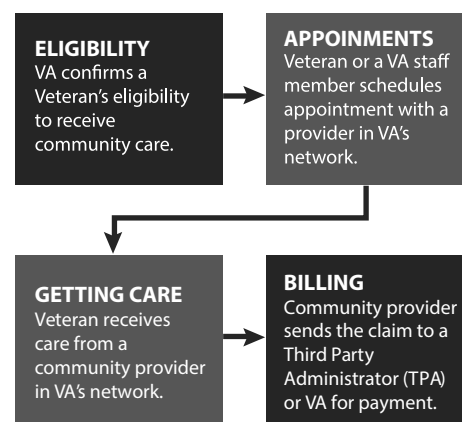 ELIGIBILITY
VA confirms a
Veteran's eligibility
to receive
community care.
APPOINMENTS
Veteran or a VA staff
member schedules
appointment with a
provider in VA's
network.
GETTING CARE
Veteran receives
care from a
community provider
in VA's network.
BILLING
Community provider
sends the claim to a
Third Party
Administrator (TPA)
or VA for payment.